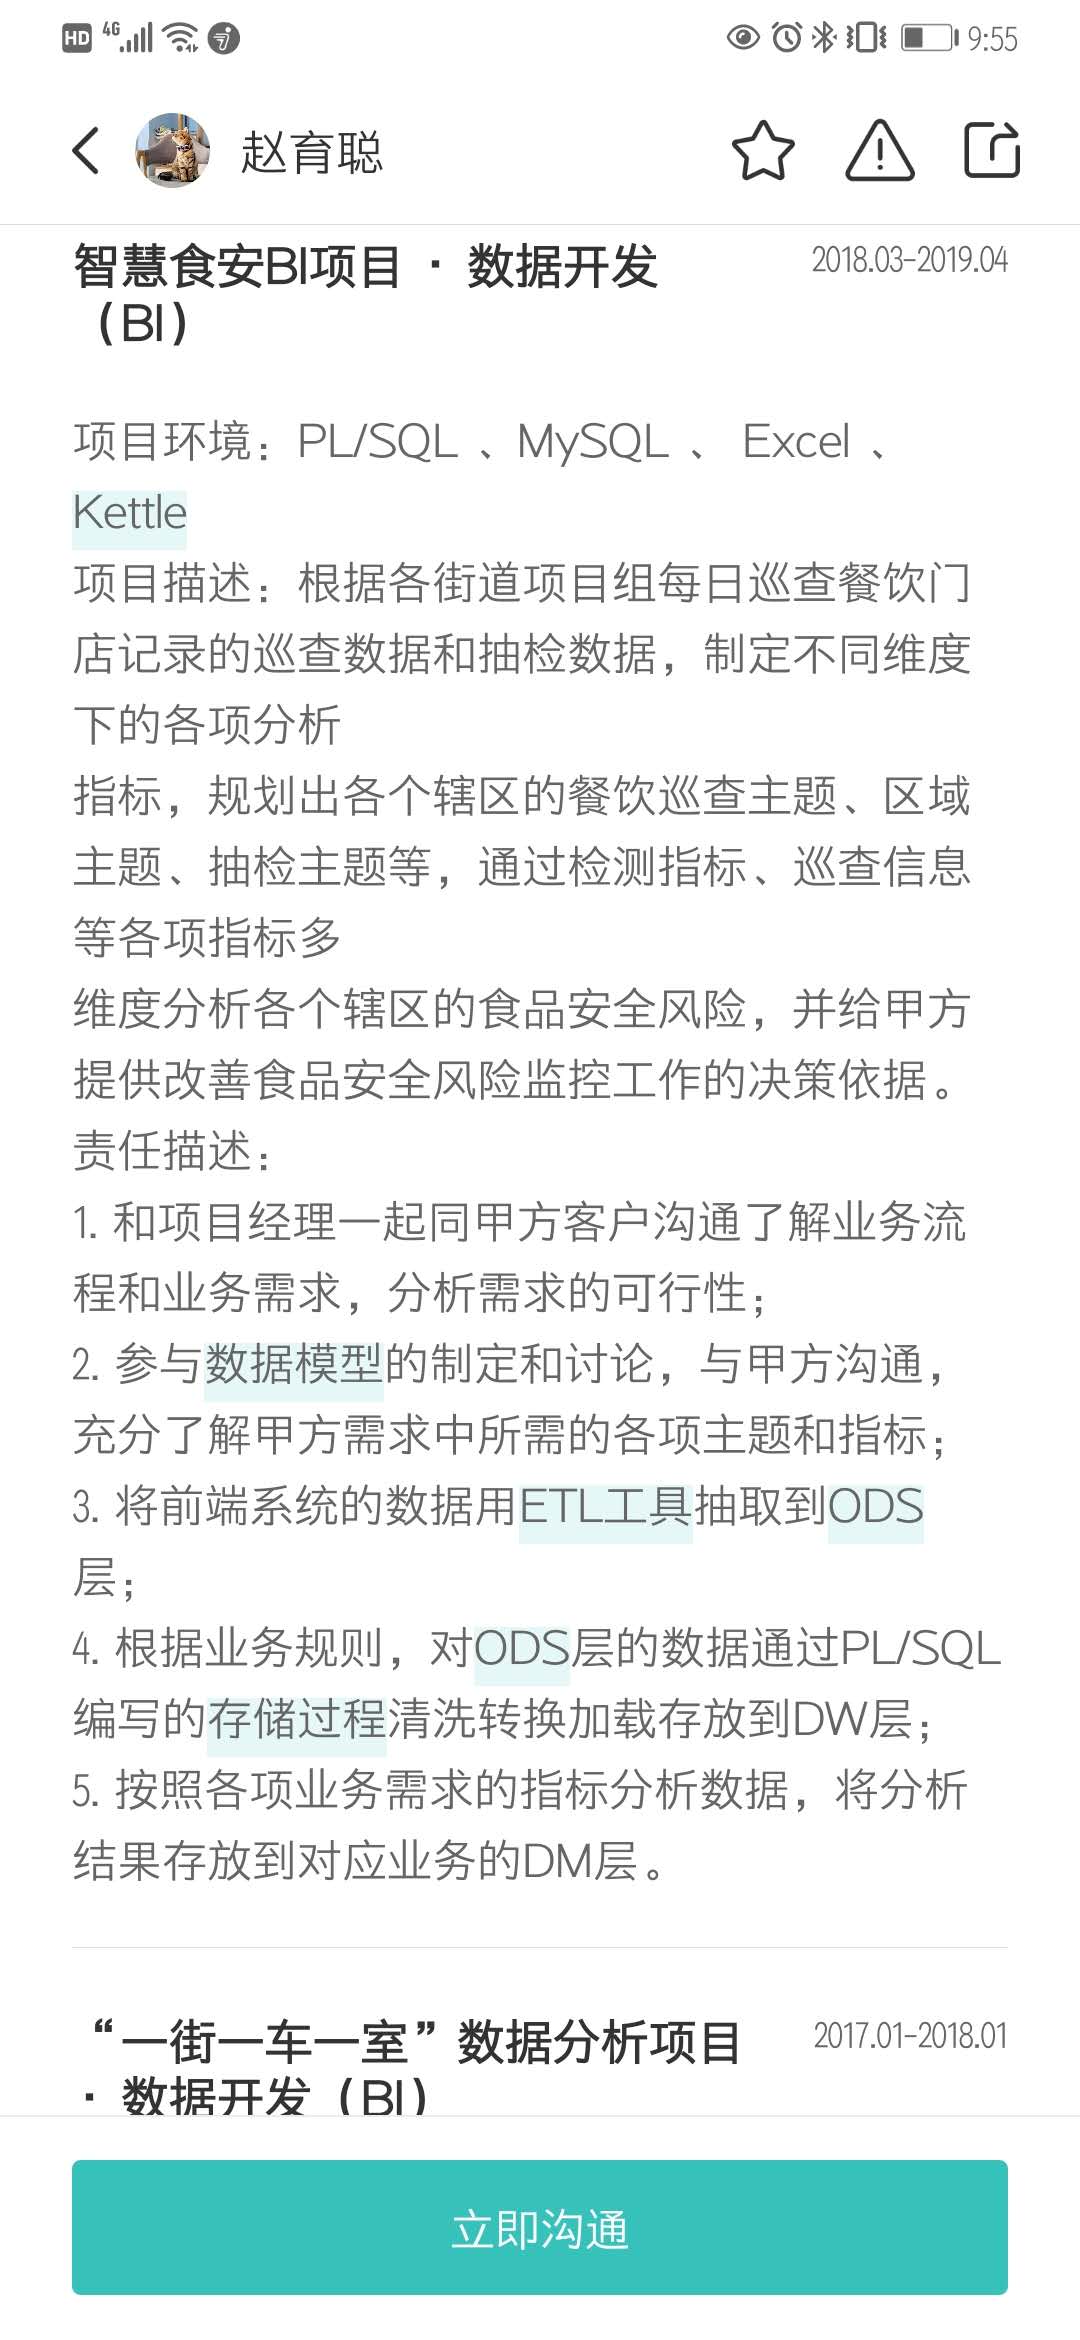 HD 4G 9:55
赵育聪
智慧食安BI项目 · 数据开发 2018.03-2019.04
（BI）
项目环境：PL/SQL 、MySQL 、 Excel 、
Kettle
项目描述：根据各街道项目组每日巡查餐饮门
店记录的巡查数据和抽检数据，制定不同维度
下的各项分析
指标，规划出各个辖区的餐饮巡查主题、区域
主题、抽检主题等，通过检测指标、巡查信息
等各项指标多
维度分析各个辖区的食品安全风险，并给甲方
提供改善食品安全风险监控工作的决策依据。
责任描述：
1. 和项目经理一起同甲方客户沟通了解业务流
程和业务需求，分析需求的可行性；
2. 参与数据模型的制定和讨论，与甲方沟通，
充分了解甲方需求中所需的各项主题和指标；
3. 将前端系统的数据用ETL工具抽取到ODS
层；
4. 根据业务规则，对ODS层的数据通过PL/SQL
编写的存储过程清洗转换加载存放到DW层；
5. 按照各项业务需求的指标分析数据，将分析
结果存放到对应业务的DM层。
“一街一车一室”数据分析项目 2017.01-2018.01
· 数据开发（BI）
立即沟通